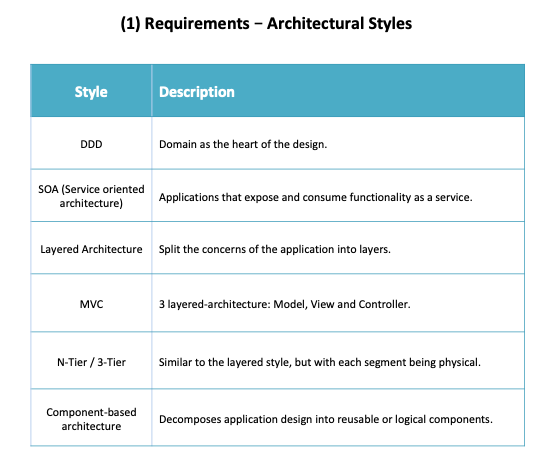 (1) Requirements – Architectural Styles
Style
Description
DDD
Domain as the heart of the design.
SOA (Service oriented
architecture)
Applications that expose and consume functionality as a service.
Layered Architecture
Split the concerns of the application into layers.
MVC
3 layered-architecture: Model, View and Controller.
N-Tier / 3-Tier
Similar to the layered style, but with each segment being physical.
Component-based
architecture
Decomposes application design into reusable or logical components.